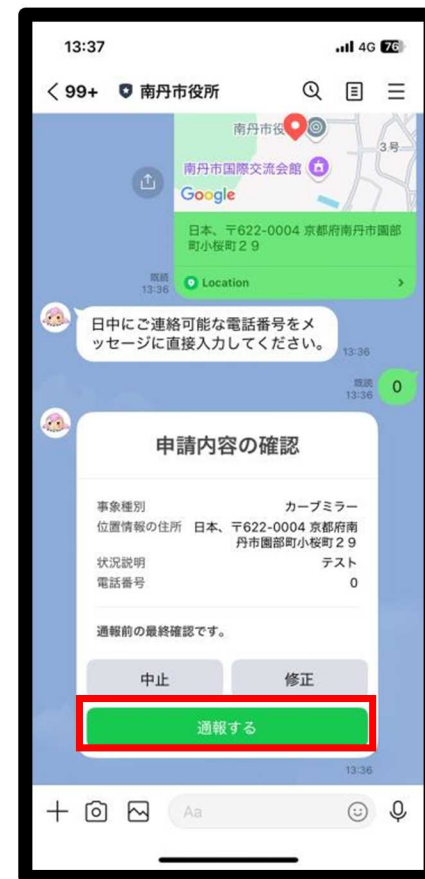 13:37
4G 76
99+ 南丹市役所
南丹市役
3号
南丹市国際交流会館
Google
日本、〒622-0004 京都府南丹市園部
町小桜町29
Location
既読
13:36
日中にご連絡可能な電話番号をメ
ッセージに直接入力してください。
13:36
既読
13:36
0
申請内容の確認
事象種別 カーブミラー
位置情報の住所 日本、〒622-0004 京都府南
丹市園部町小桜町29
状況説明 テスト
電話番号 0
通報前の最終確認です。
中止 修正
通報する
13:36
Aa